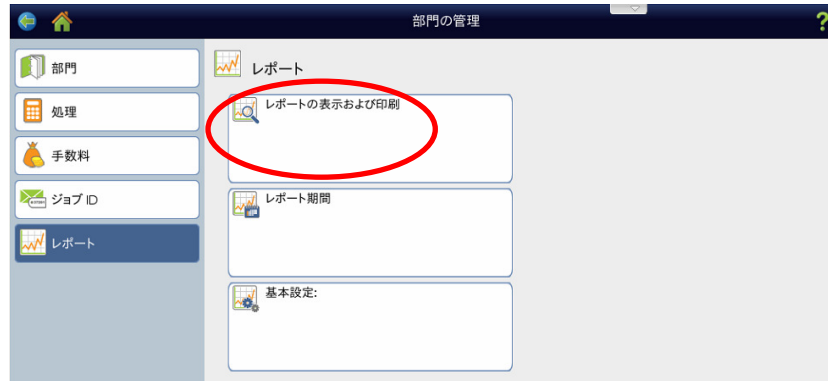 部門の管理
?
部門
処理
手数料
ジョブ ID
レポート
レポート
レポートの表示および印刷
レポート期間
基本設定: